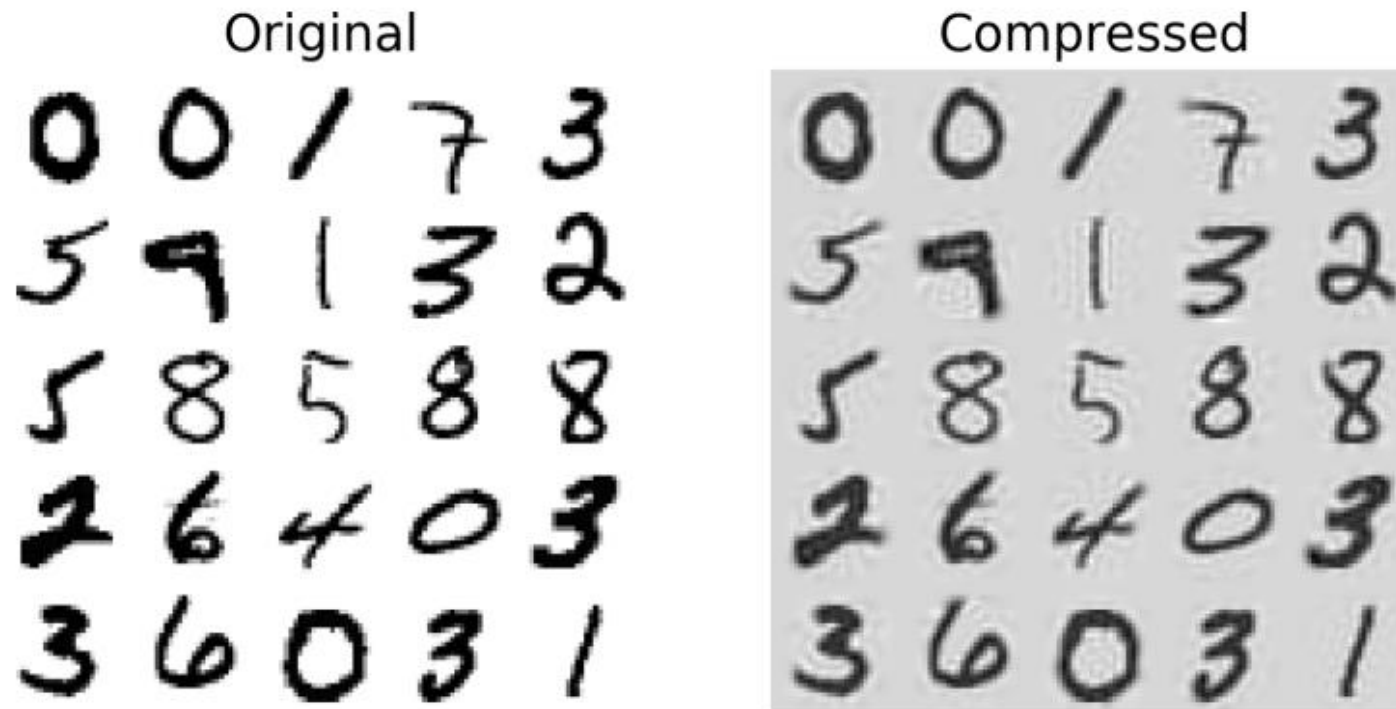 Original Compressed
0 0 1 7 3 0 0 1 7 3
5 9 1 3 2 5 9 1 3 2
5 8 5 8 8 5 8 5 8 8
2 6 4 0 3 2 6 4 0 3
3 6 0 3 1 3 6 0 3 1